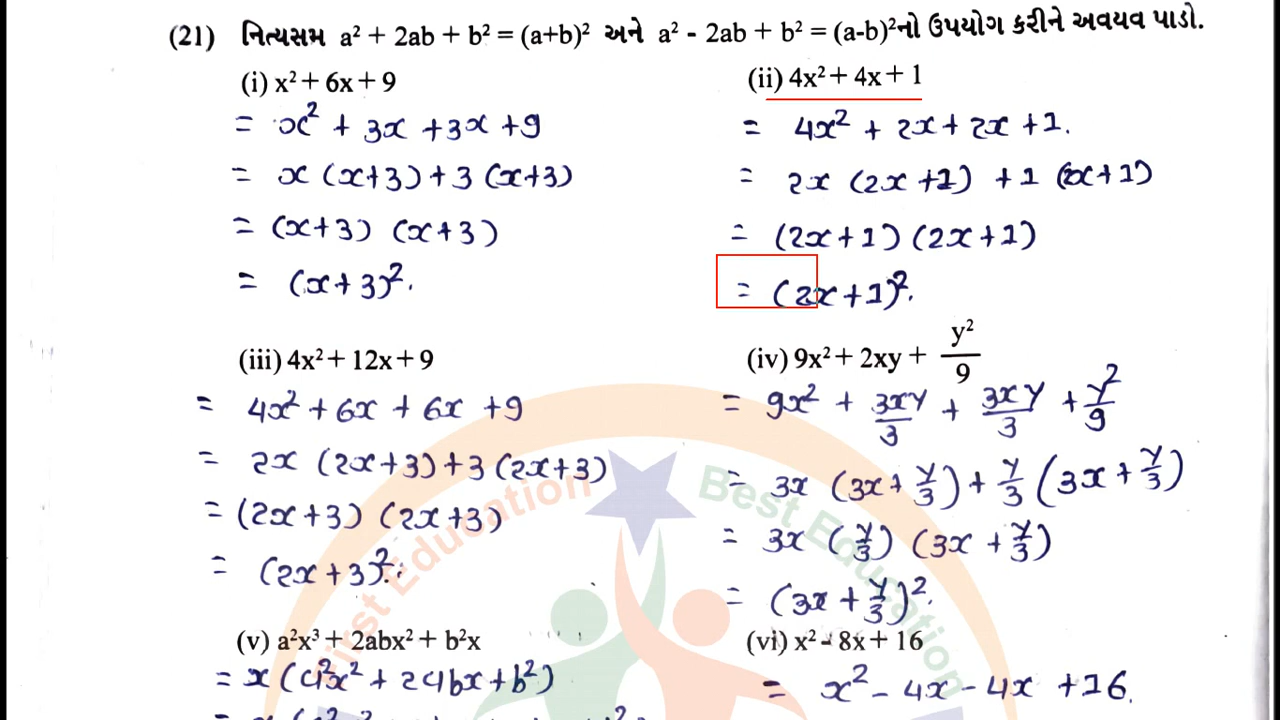 (21) નિત્યસમ a² + 2ab + b² = (a+b)² અને a² - 2ab + b² = (a-b)²નો ઉપયોગ કરીને અવયવ પાડો.
(i) x² + 6x + 9
= x² + 3x + 3x + 9
= x (x+3) + 3 (x+3)
= (x+3) (x+3)
= (x+3)².
(ii) 4x² + 4x + 1
= 4x² + 2x + 2x + 1.
= 2x (2x+1) + 1 (2x+1)
= (2x+1) (2x+1)
= (2x+1)².
(iii) 4x² + 12x + 9
= 4x² + 6x + 6x + 9
= 2x (2x+3) + 3 (2x+3)
= (2x+3) (2x+3)
= (2x+3)².
(iv) 9x² + 2xy + y²/9
= 9x² + 3xy/3 + 3xy/3 + y²/9
= 3x (3x + y/3) + y/3 (3x + y/3)
= 3x (y/3) (3x + y/3)
= (3x + y/3)².
(v) a²x³ + 2abx² + b²x
= x (a²x² + 2abx + b²)
(vi) x² - 8x + 16
= x² - 4x - 4x + 16.
First Education Best Education